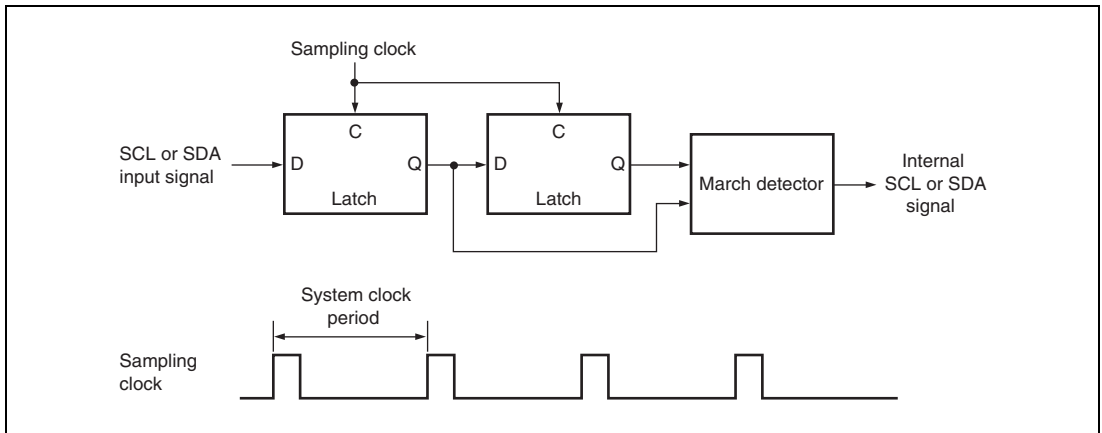 Sampling clock
C
C
SCL or SDA
input signal
D
Q
D
Q
March detector
Internal
SCL or SDA
signal
Latch
Latch
System clock
period
Sampling
clock